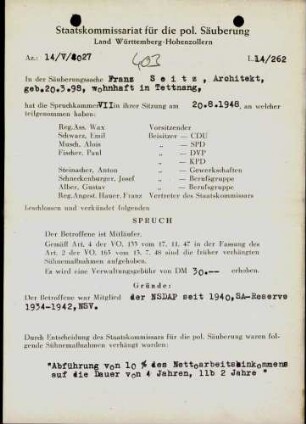 Staatskommissariat für die pol. Säuberung
Land Württemberg-Hohenzollern
403
Az.: 14/V/4027
L14/262
In der Säuberungssache Franz Seitz, Architekt,
geb.20.3.98, wohnhaft in Tettnang,
hat die Spruchkammer VII in ihrer Sitzung am 20.8.1948, an welcher
teilgenommen haben:
Reg.Ass. Wax Vorsitzender
Schwarz, Emil Beisitzer — CDU
Musch, Alois „ — SPD
Fischer, Paul „ — DVP
„ — KPD
Steinacher, Anton „ — Gewerkschaften
Schneckenburger, Josef „ — Berufsgruppe
Allner, Gustav „ — Berufsgruppe
Reg.Angest. Hauer, Franz Vertreter des Staatskommissars
beschlossen und verkündet folgenden
SPRUCH
Der Betroffene ist Mitläufer.
Gemäß Art. 4 der VO. 133 vom 17. 11. 47 in der Fassung des
Art. 2 der VO. 165 vom 13. 7. 48 sind die früher verhängten
Sühnemaßnahmen aufgehoben.
Es wird eine Verwaltungsgebühr von DM 30.-- erhoben.
Gründe:
Der Betroffene war Mitglied der NSDAP seit 1940, SA-Reserve
1934-1942, NSV.
Durch Entscheidung des Staatskommissars für die pol. Säuberung waren fol-
gende Sühnemaßnahmen verhängt worden:
"Abführung von 10 % des Nettoarbeitseinkommens
auf die Dauer von 4 Jahren, 11b 2 Jahre "